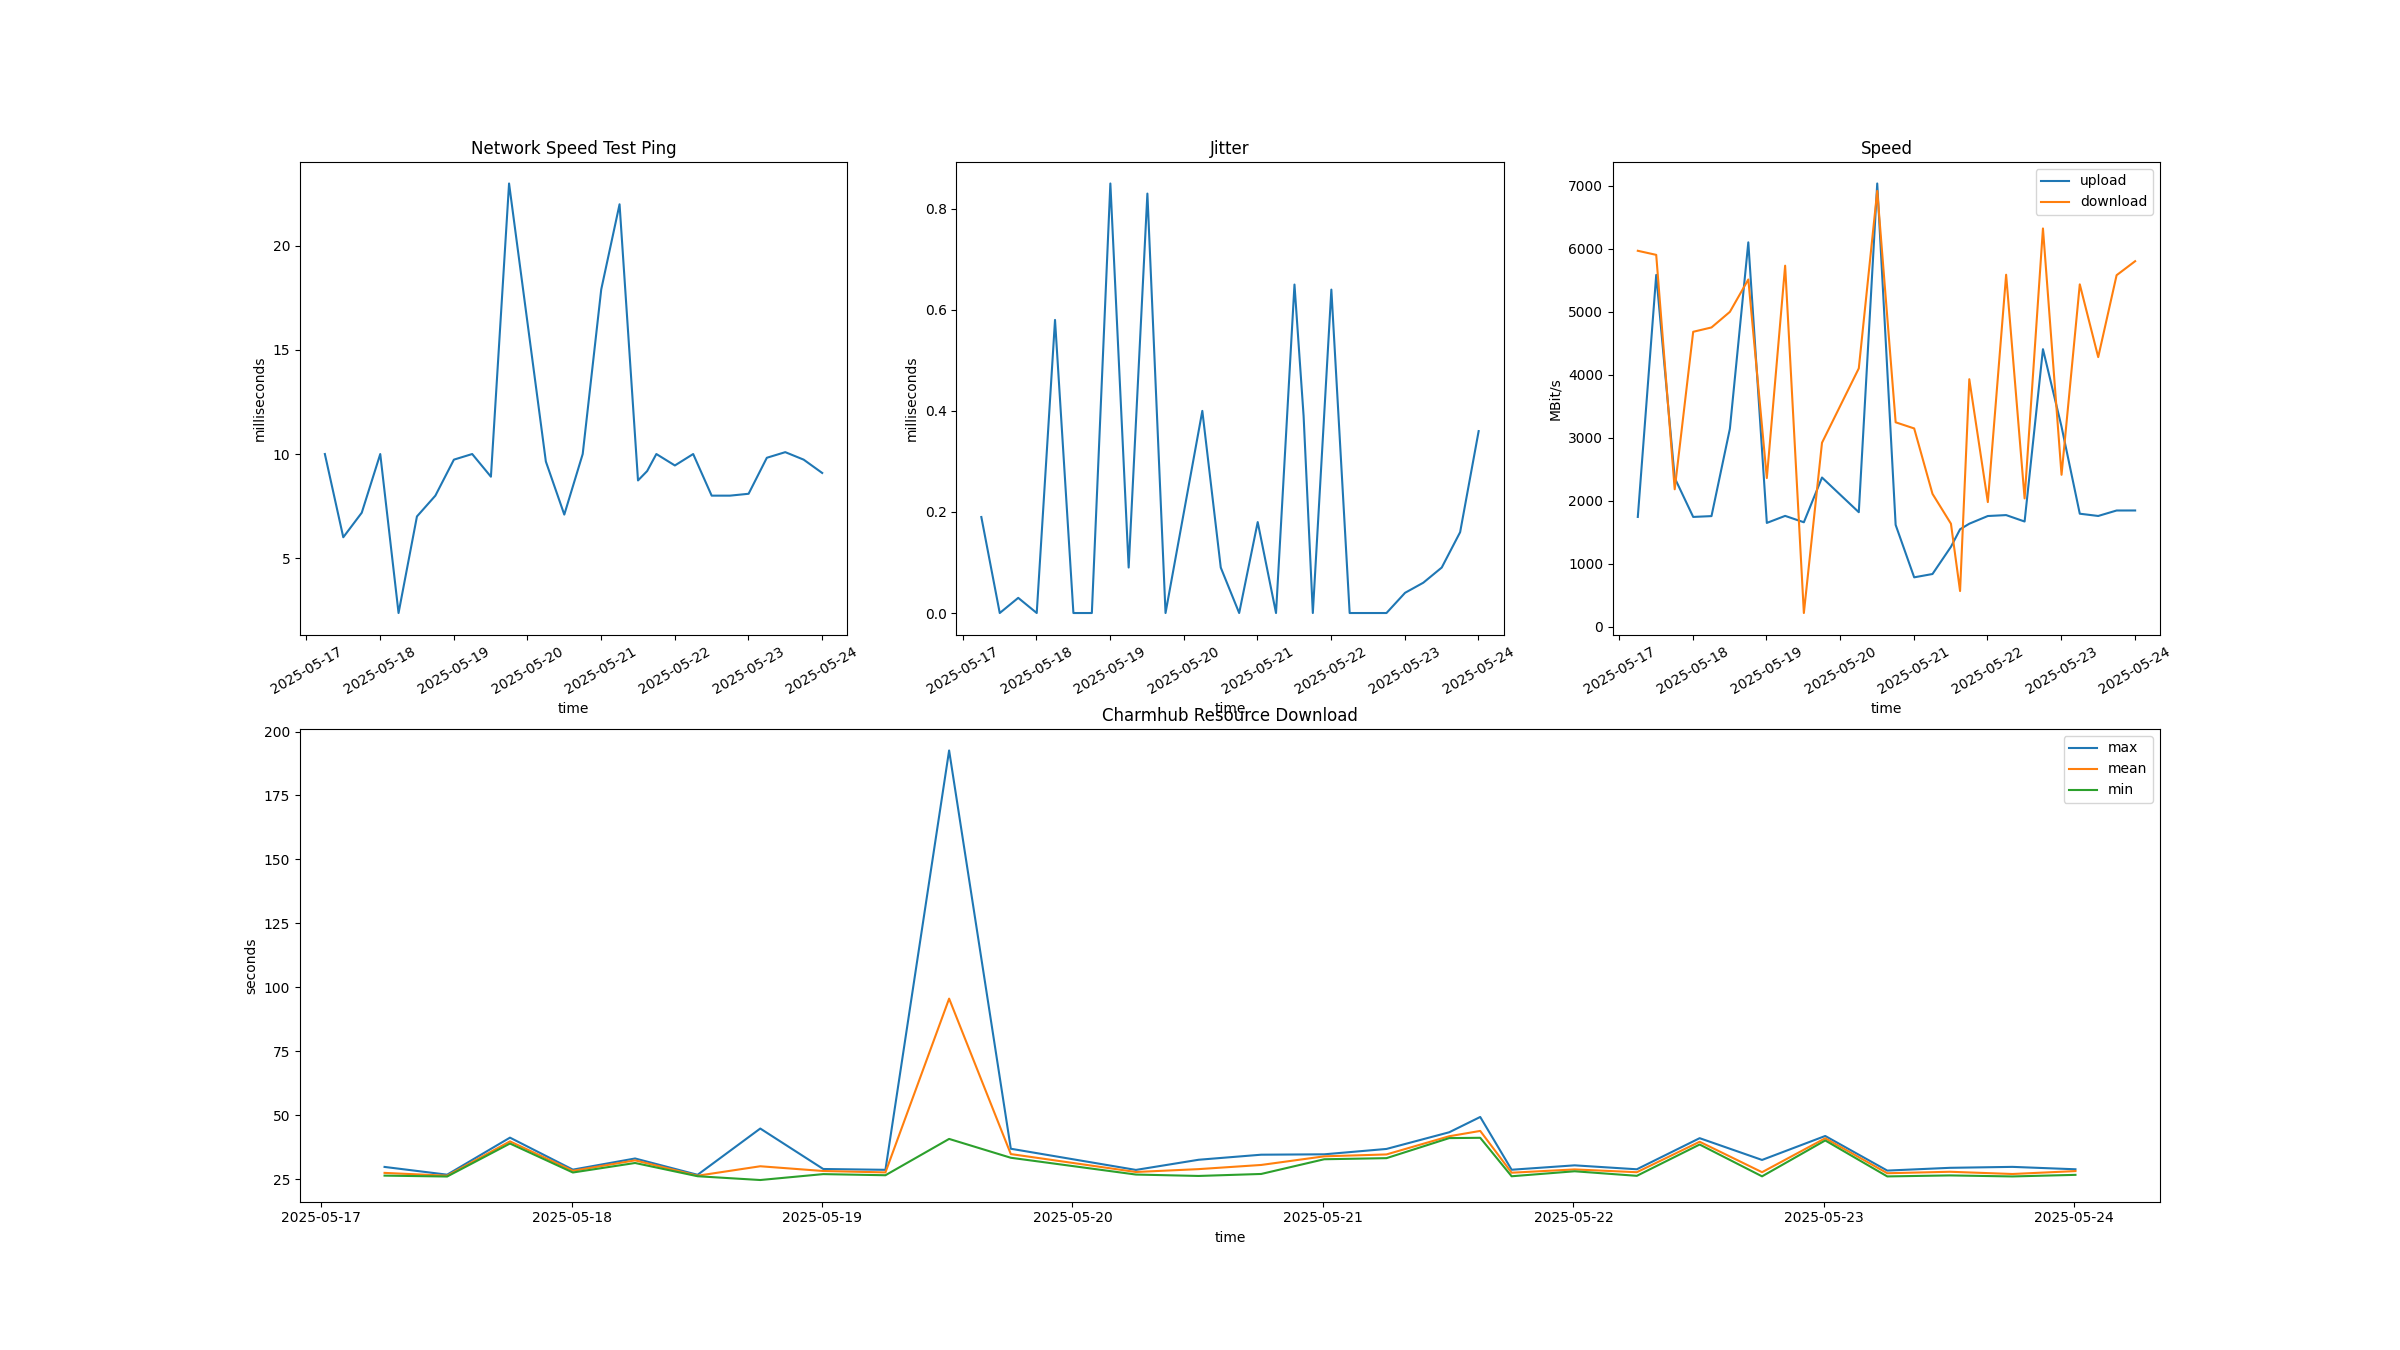 Network Speed Test Ping
milliseconds
20
15
10
5
2025-05-17 2025-05-18 2025-05-19 2025-05-20 2025-05-21 2025-05-22 2025-05-23 2025-05-24
time
Jitter
milliseconds
0.8
0.6
0.4
0.2
0.0
2025-05-17 2025-05-18 2025-05-19 2025-05-20 2025-05-21 2025-05-22 2025-05-23 2025-05-24
time
Speed
upload
download
MBit/s
7000
6000
5000
4000
3000
2000
1000
0
2025-05-17 2025-05-18 2025-05-19 2025-05-20 2025-05-21 2025-05-22 2025-05-23 2025-05-24
time
Charmhub Resource Download
max
mean
min
seconds
200
175
150
125
100
75
50
25
2025-05-17 2025-05-18 2025-05-19 2025-05-20 2025-05-21 2025-05-22 2025-05-23 2025-05-24
time